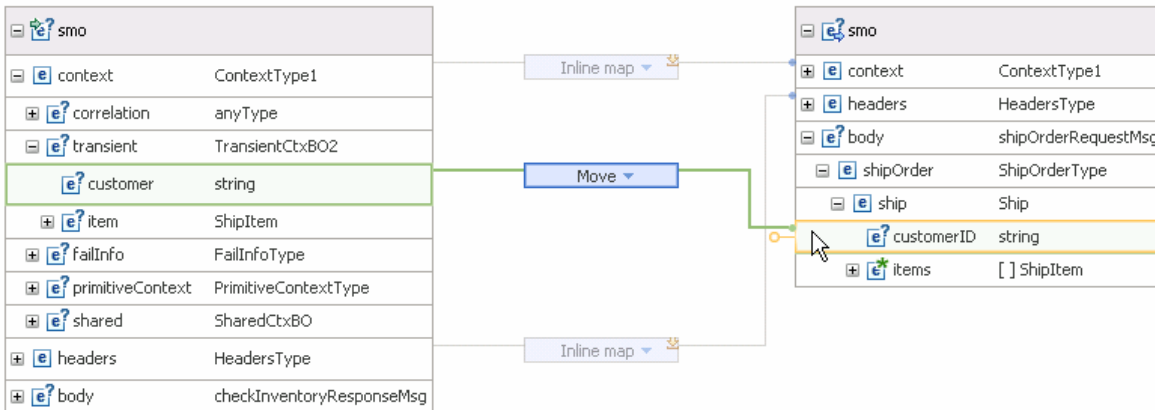 smo
context ContextType1
correlation anyType
transient TransientCtxBO2
customer string
item ShipItem
failInfo FailInfoType
primitiveContext PrimitiveContextType
shared SharedCtxBO
headers HeadersType
body checkInventoryResponseMsg
Inline map
Move
Inline map
smo
context ContextType1
headers HeadersType
body shipOrderRequestMsg
shipOrder ShipOrderType
ship Ship
customerID string
items [ ] ShipItem